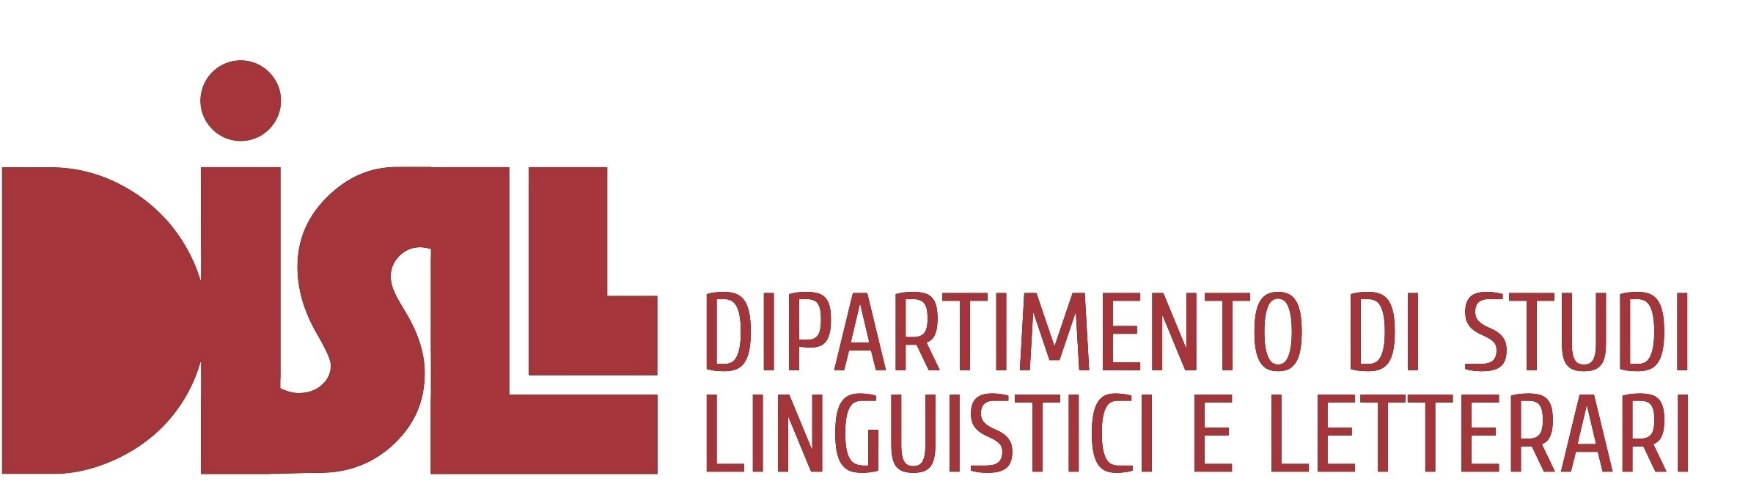 DiSLL
DIPARTIMENTO DI STUDI
LINGUISTICI E LETTERARI